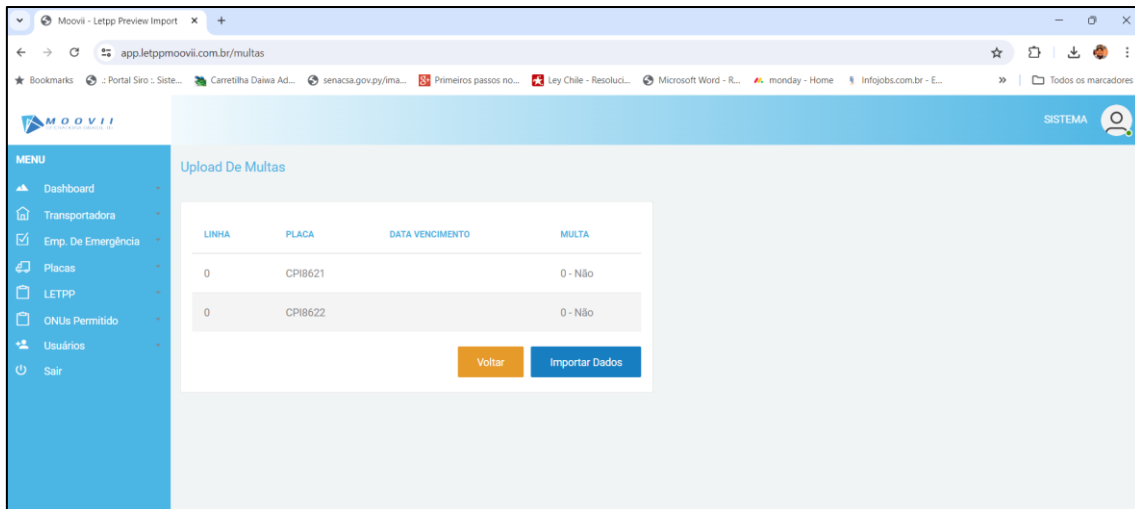 Moovii - Letpp Preview Import
app.letppmoovii.com.br/multas
Bookmarks .: Portal Siro :. Siste... Carretilha Daiwa Ad... senacsa.gov.py/ima... Primeiros passos no... Ley Chile - Resoluci... Microsoft Word - R... monday - Home Infojobs.com.br - E... » Todos os marcadores
MOOVII
SISTEMA
MENU
Dashboard
Transportadora
Emp. De Emergência
Placas
LETPP
ONUs Permitido
Usuários
Sair
Upload De Multas
LINHA PLACA DATA VENCIMENTO MULTA
0 CPI8621 0 - Não
0 CPI8622 0 - Não
Voltar Importar Dados